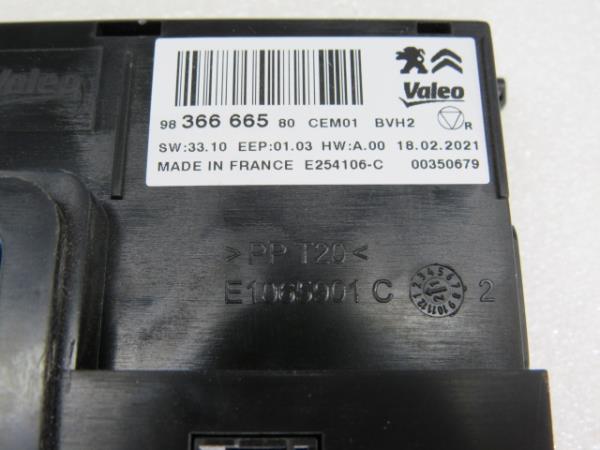 Valeo
Valeo
98 366 665 80 CEM01 BVH2 R
SW:33.10 EEP:01.03 HW:A.00 18.02.2021
MADE IN FRANCE E254106-C 00350679
>PP T20<
E1065901 C 2